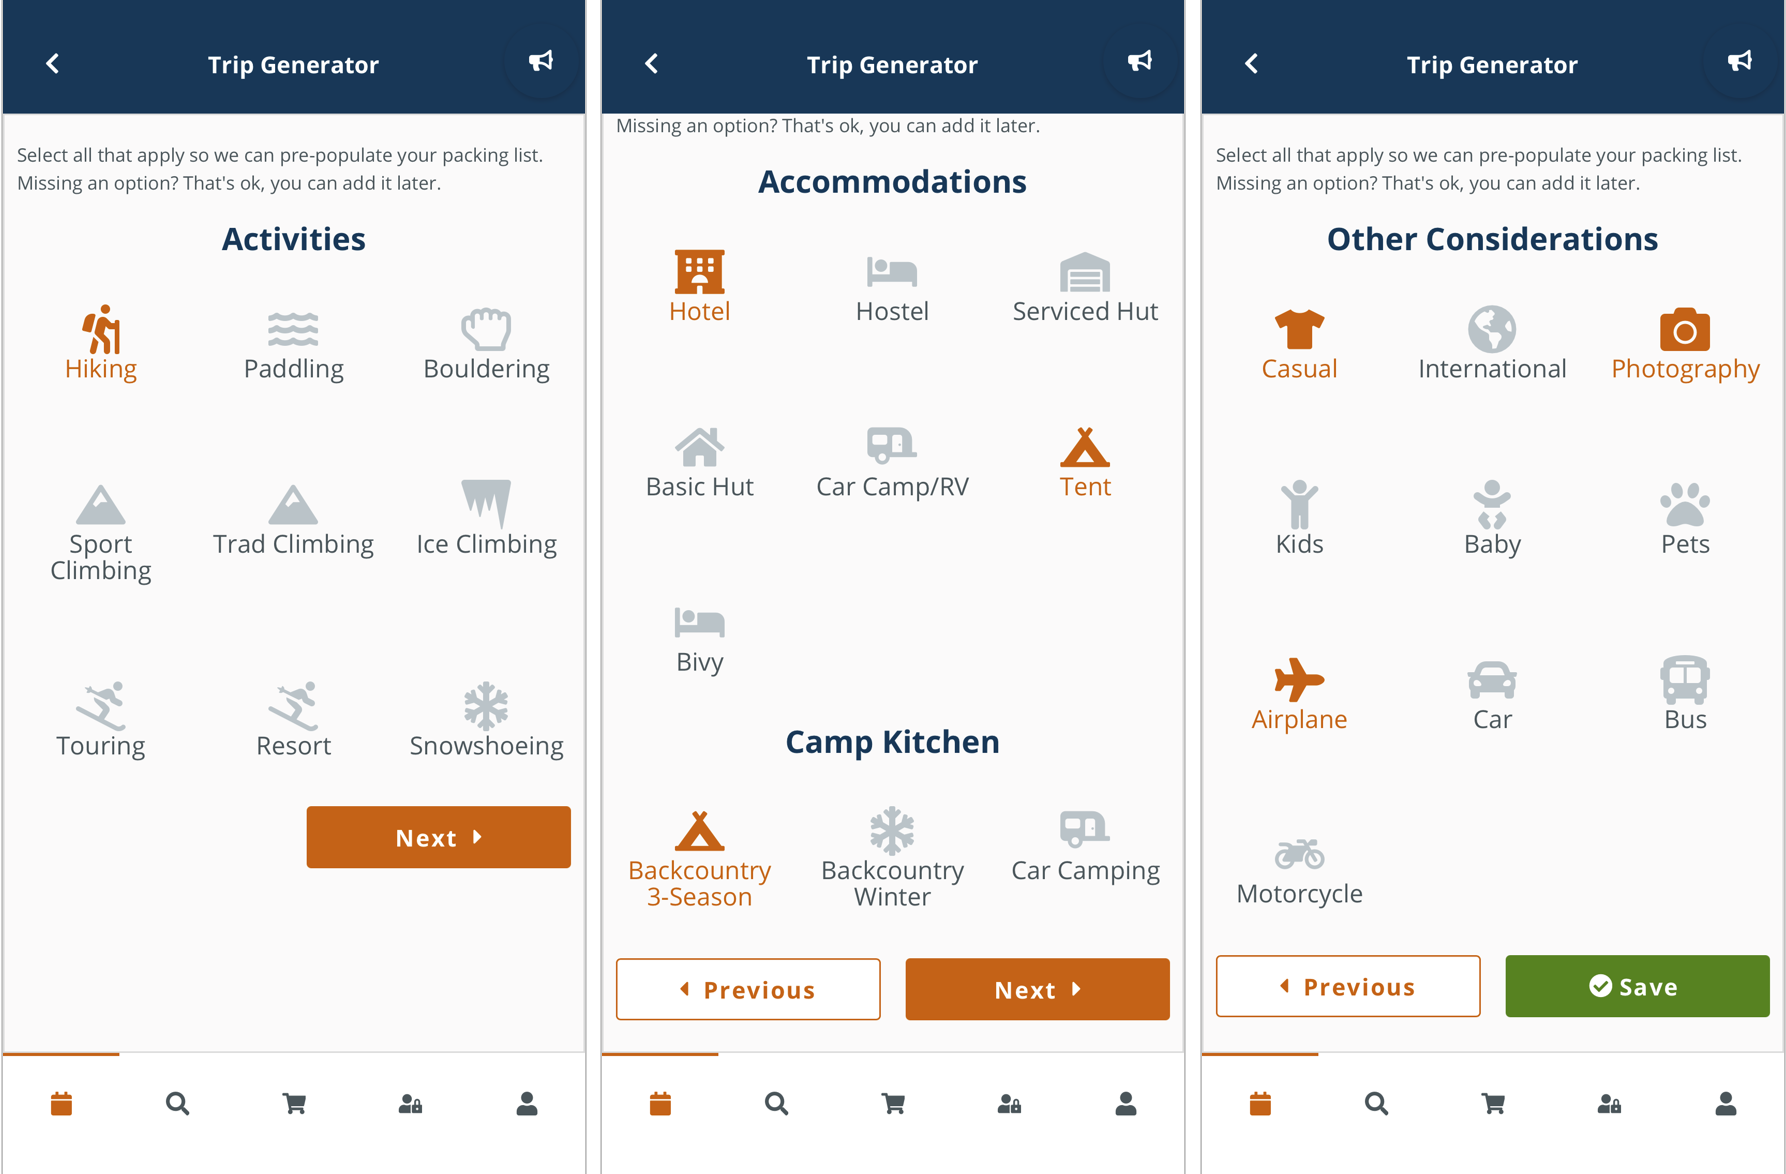 Trip Generator
Select all that apply so we can pre-populate your packing list.
Missing an option? That's ok, you can add it later.
Activities
Hiking
Paddling
Bouldering
Sport
Climbing
Trad Climbing
Ice Climbing
Touring
Resort
Snowshoeing
Next
Trip Generator
Missing an option? That's ok, you can add it later.
Accommodations
Hotel
Hostel
Serviced Hut
Basic Hut
Car Camp/RV
Tent
Bivy
Camp Kitchen
Backcountry
3-Season
Backcountry
Winter
Car Camping
Previous
Next
Trip Generator
Select all that apply so we can pre-populate your packing list.
Missing an option? That's ok, you can add it later.
Other Considerations
Casual
International
Photography
Kids
Baby
Pets
Airplane
Car
Bus
Motorcycle
Previous
Save